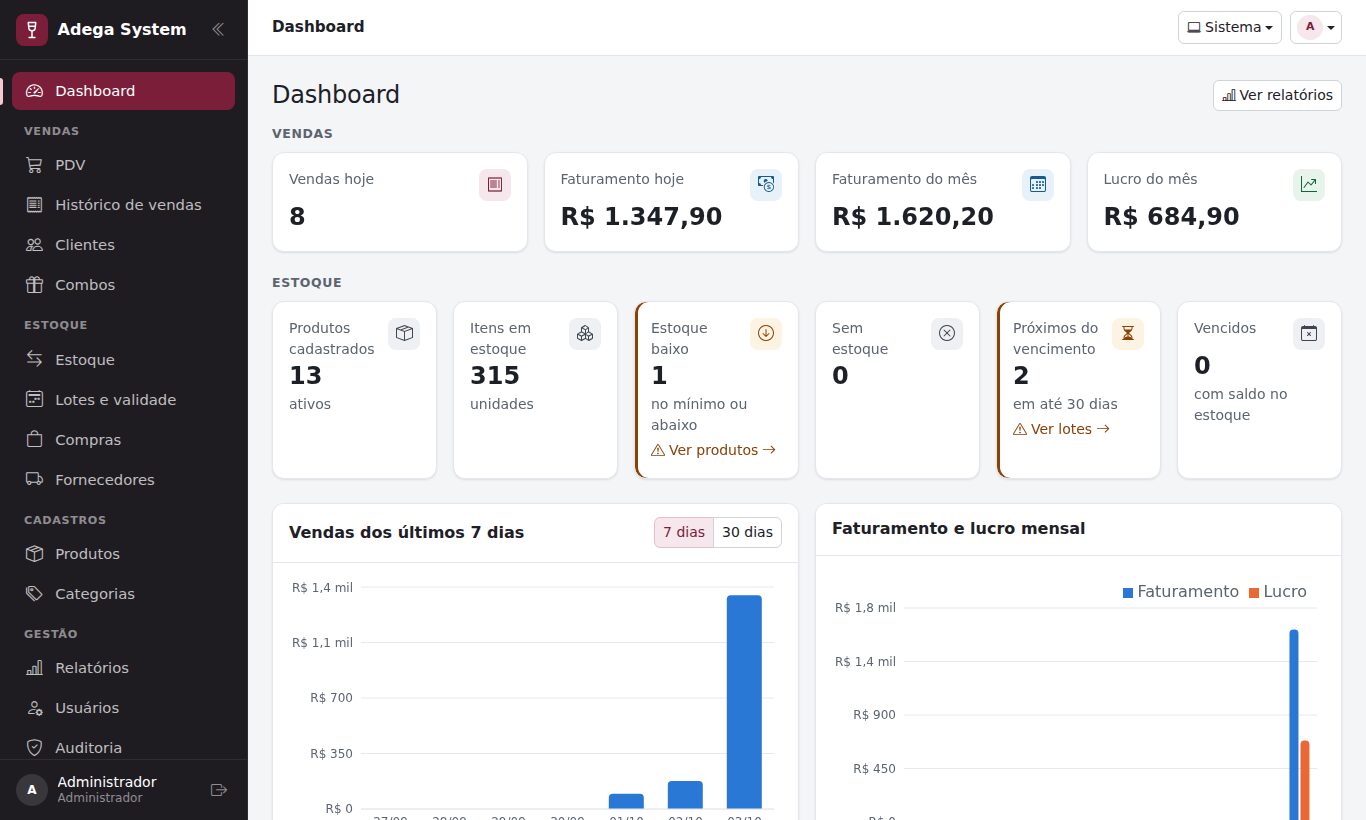 Adega System
Dashboard
VENDAS
PDV
Histórico de vendas
Clientes
Combos
ESTOQUE
Estoque
Lotes e validade
Compras
Fornecedores
CADASTROS
Produtos
Categorias
GESTÃO
Relatórios
Usuários
Auditoria
A
Administrador
Administrador
Dashboard
Sistema
A
Dashboard
Ver relatórios
VENDAS
Vendas hoje
8
Faturamento hoje
R$ 1.347,90
Faturamento do mês
R$ 1.620,20
Lucro do mês
R$ 684,90
ESTOQUE
Produtos
cadastrados
13
ativos
Itens em
estoque
315
unidades
Estoque
baixo
1
no mínimo ou
abaixo
Ver produtos
Sem
estoque
0
Próximos do
vencimento
2
em até 30 dias
Ver lotes
Vencidos
0
com saldo no
estoque
Vendas dos últimos 7 dias
7 dias
30 dias
R$ 1,4 mil
R$ 1,1 mil
R$ 700
R$ 350
R$ 0
Faturamento e lucro mensal
Faturamento
Lucro
R$ 1,8 mil
R$ 1,4 mil
R$ 900
R$ 450